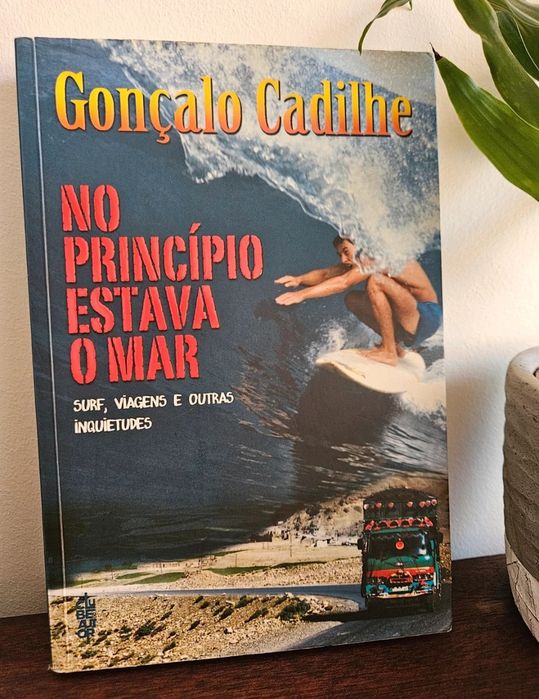 Gonçalo Cadilhe
NO
PRINCÍPIO
ESTAVA
O MAR
SURF, VIAGENS E OUTRAS
INQUIETUDES